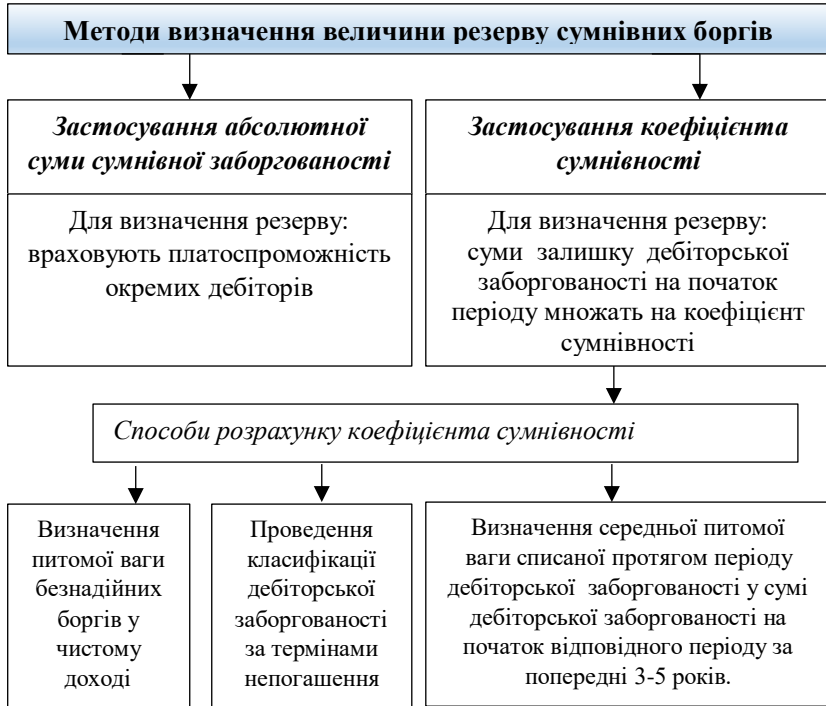 Методи визначення величини резерву сумнівних боргів
Застосування абсолютної
суми сумнівної заборгованості
Для визначення резерву:
враховують платоспроможність
окремих дебіторів
Застосування коефіцієнта
сумнівності
Для визначення резерву:
суми залишку дебіторської
заборгованості на початок
періоду множать на коефіцієнт
сумнівності
Способи розрахунку коефіцієнта сумнівності
Визначення
питомої ваги
безнадійних
боргів у
чистому
доході
Проведення
класифікації
дебіторської
заборгованості
за термінами
непогашення
Визначення середньої питомої
ваги списаної протягом періоду
дебіторської заборгованості у сумі
дебіторської заборгованості на
початок відповідного періоду за
попередні 3-5 років.